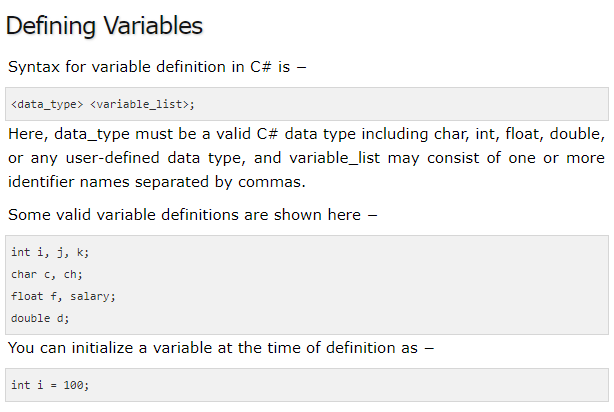 Defining Variables
Syntax for variable definition in C# is −
<data_type> <variable_list>;
Here, data_type must be a valid C# data type including char, int, float, double,
or any user-defined data type, and variable_list may consist of one or more
identifier names separated by commas.
Some valid variable definitions are shown here −
int i, j, k;
char c, ch;
float f, salary;
double d;
You can initialize a variable at the time of definition as −
int i = 100;